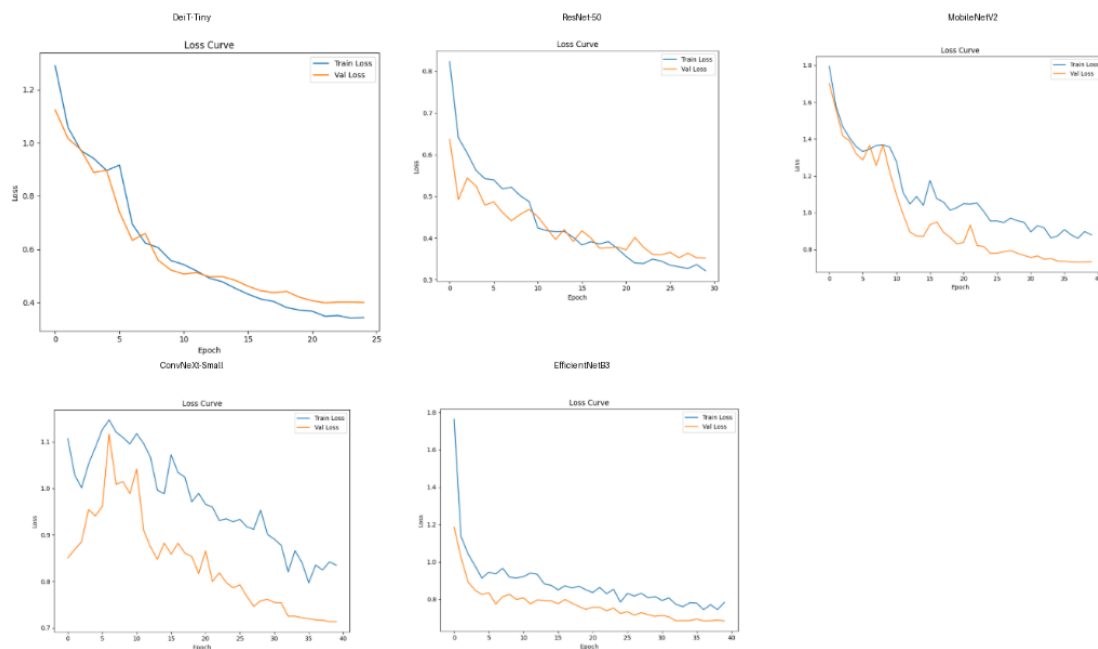 DeiT-Tiny
Loss Curve
Train Loss
Val Loss
Loss
1.2
1.0
0.8
0.6
0.4
0 5 10 15 20 25
Epoch
ResNet-50
Loss Curve
Train Loss
Val Loss
Loss
0.8
0.7
0.6
0.5
0.4
0.3
0 5 10 15 20 25 30
Epoch
MobileNetV2
Loss Curve
Train Loss
Val Loss
Loss
1.8
1.6
1.4
1.2
1.0
0.8
0 5 10 15 20 25 30 35 40
Epoch
ConvNeXt-Small
Loss Curve
Train Loss
Val Loss
Loss
1.1
1.0
0.9
0.8
0.7
0 5 10 15 20 25 30 35 40
Epoch
EfficientNetB3
Loss Curve
Train Loss
Val Loss
Loss
1.8
1.6
1.4
1.2
1.0
0.8
0 5 10 15 20 25 30 35 40
Epoch